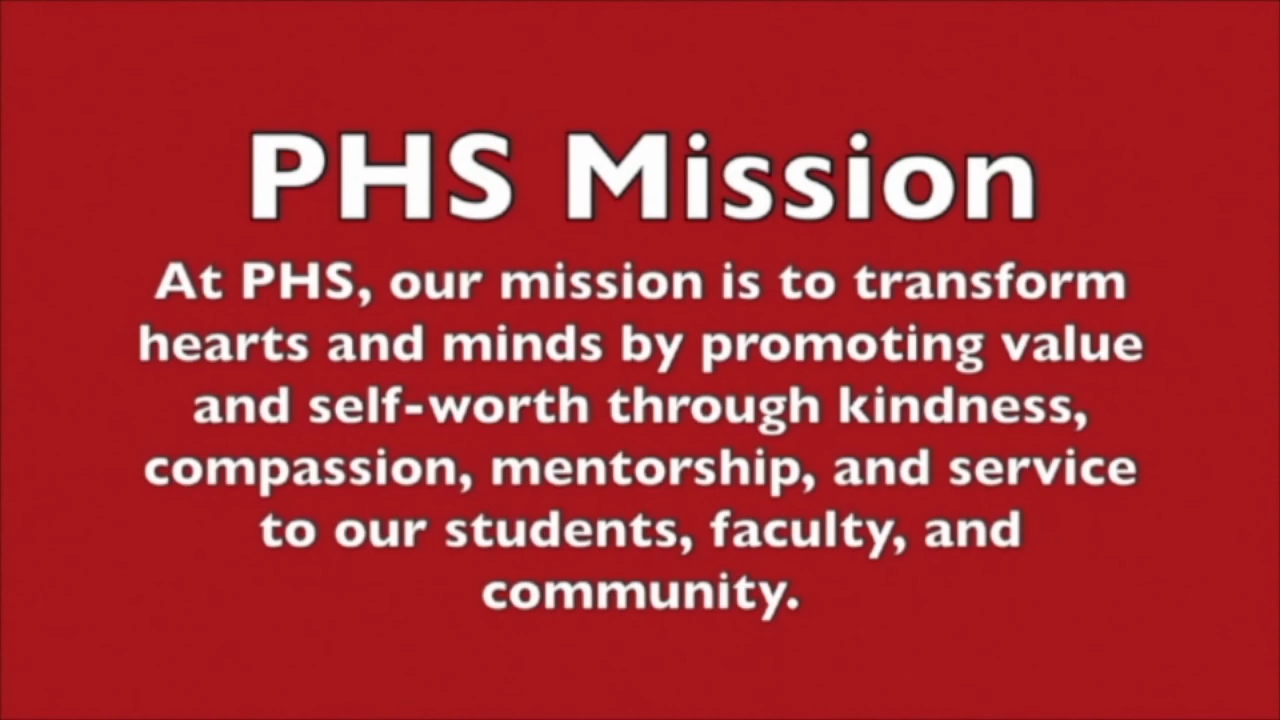 PHS Mission
At PHS, our mission is to transform
hearts and minds by promoting value
and self-worth through kindness,
compassion, mentorship, and service
to our students, faculty, and
community.